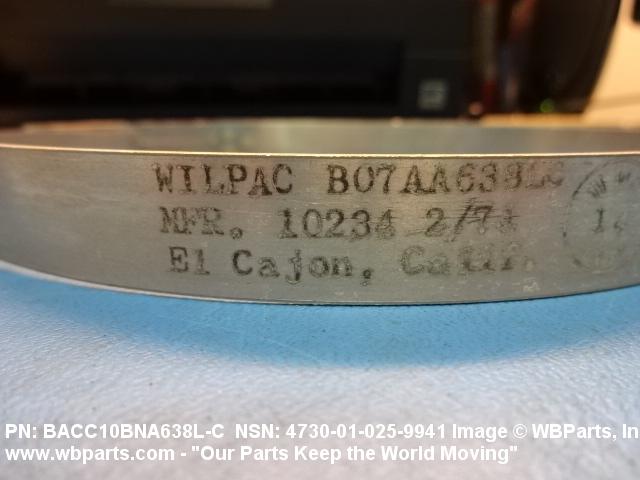 WILPAC B07AA638LC
MFR. 10234 2/74
El Cajon, Calif.
PN: BACC10BNA638L-C NSN: 4730-01-025-9941 Image © WBParts, In
www.wbparts.com - "Our Parts Keep the World Moving"